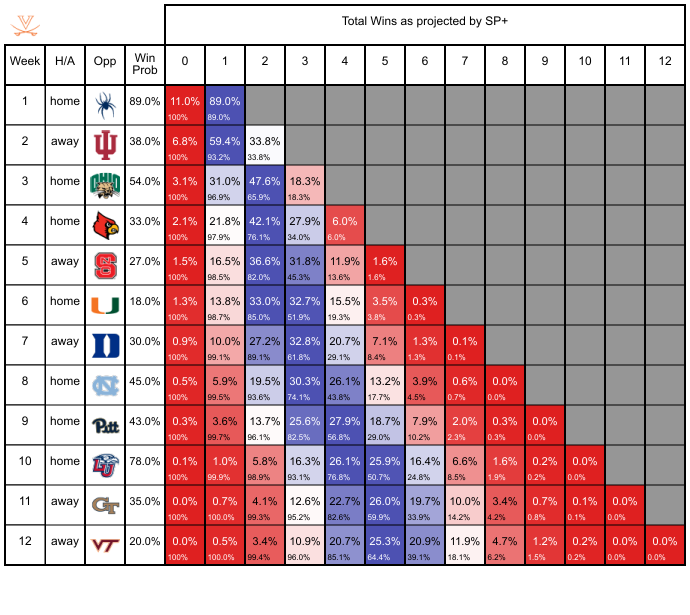 Total Wins as projected by SP+
Week H/A Opp Win Prob 0 1 2 3 4 5 6 7 8 9 10 11 12
1 home 89.0% 11.0% 89.0%
100% 89.0%
2 away 38.0% 6.8% 59.4% 33.8%
100% 93.2% 33.8%
3 home OHIO 54.0% 3.1% 31.0% 47.6% 18.3%
100% 96.9% 65.9% 18.3%
4 home 33.0% 2.1% 21.8% 42.1% 27.9% 6.0%
100% 97.9% 76.1% 34.0% 6.0%
5 away 27.0% 1.5% 16.5% 36.6% 31.8% 11.9% 1.6%
100% 98.5% 82.0% 45.3% 13.6% 1.6%
6 home U 18.0% 1.3% 13.8% 33.0% 32.7% 15.5% 3.5% 0.3%
100% 98.7% 85.0% 51.9% 19.3% 3.8% 0.3%
7 away D 30.0% 0.9% 10.0% 27.2% 32.8% 20.7% 7.1% 1.3% 0.1%
100% 99.1% 89.1% 61.8% 29.1% 8.4% 1.3% 0.1%
8 home NC 45.0% 0.5% 5.9% 19.5% 30.3% 26.1% 13.2% 3.9% 0.6% 0.0%
100% 99.5% 93.6% 74.1% 43.8% 17.7% 4.5% 0.7% 0.0%
9 home Pitt 43.0% 0.3% 3.6% 13.7% 25.6% 27.9% 18.7% 7.9% 2.0% 0.3% 0.0%
100% 99.7% 96.1% 82.5% 56.8% 29.0% 10.2% 2.3% 0.3% 0.0%
10 home LU 78.0% 0.1% 1.0% 5.8% 16.3% 26.1% 25.9% 16.4% 6.6% 1.6% 0.2% 0.0%
100% 99.9% 98.9% 93.1% 76.8% 50.7% 24.8% 8.5% 1.9% 0.2% 0.0%
11 away GT 35.0% 0.0% 0.7% 4.1% 12.6% 22.7% 26.0% 19.7% 10.0% 3.4% 0.7% 0.1% 0.0%
100% 100.0% 99.3% 95.2% 82.6% 59.9% 33.9% 14.2% 4.2% 0.8% 0.1% 0.0%
12 away VT 20.0% 0.0% 0.5% 3.4% 10.9% 20.7% 25.3% 20.9% 11.9% 4.7% 1.2% 0.2% 0.0% 0.0%
100% 100.0% 99.4% 96.0% 85.1% 64.4% 39.1% 18.1% 6.2% 1.5% 0.2% 0.0% 0.0%